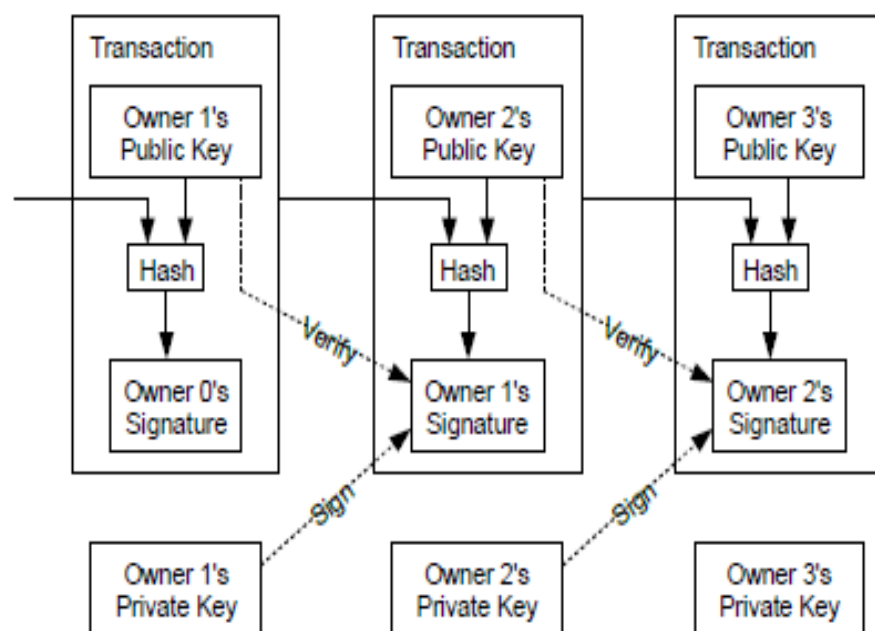 Transaction
Transaction
Transaction
Owner 1's
Public Key
Owner 2's
Public Key
Owner 3's
Public Key
Hash
Hash
Hash
Verify
Verify
Owner 0's
Signature
Owner 1's
Signature
Owner 2's
Signature
Sign
Sign
Owner 1's
Private Key
Owner 2's
Private Key
Owner 3's
Private Key